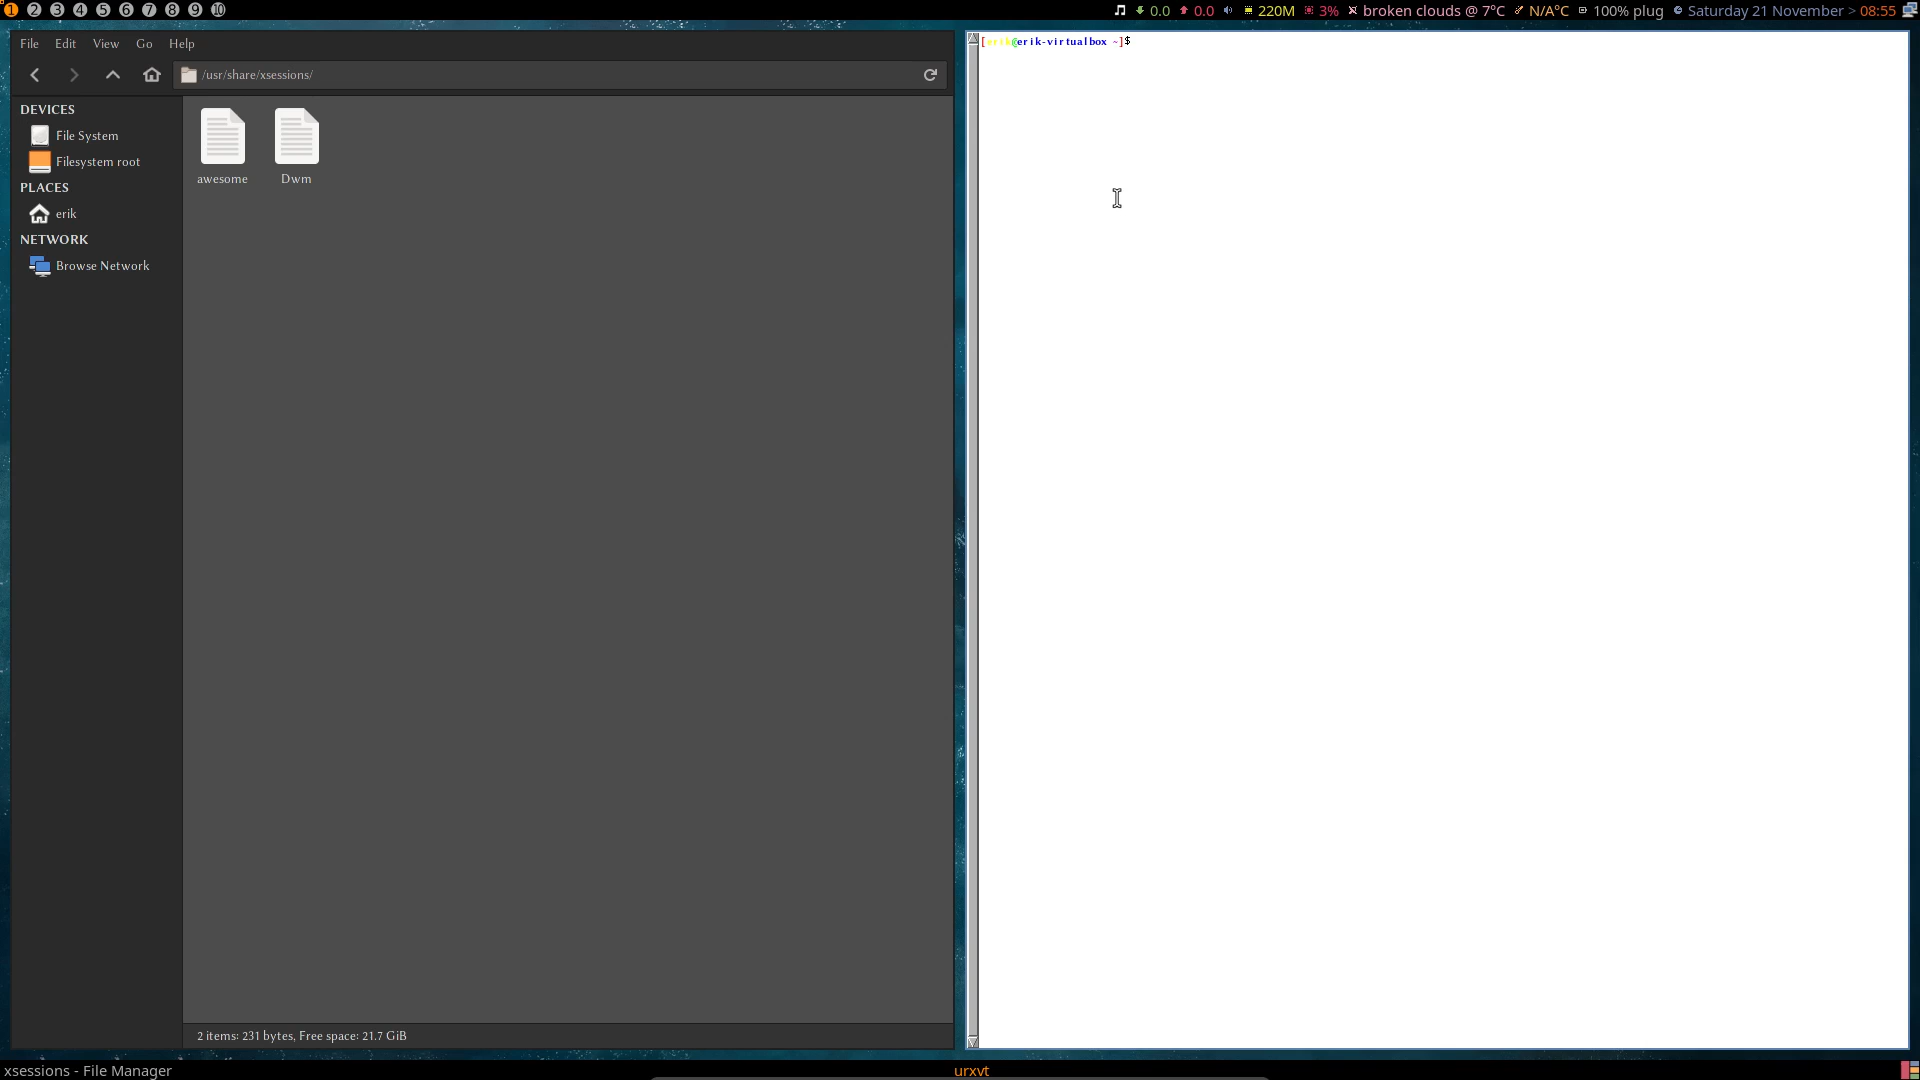 1 2 3 4 5 6 7 8 9 10 0.0 0.0 220M 3% broken clouds @ 7°C N/A°C 100% plug Saturday 21 November > 08:55
File Edit View Go Help
/usr/share/xsessions/
DEVICES
File System
Filesystem root
PLACES
erik
NETWORK
Browse Network
awesome Dwm
2 items: 231 bytes, Free space: 21.7 GiB
[erik@erik-virtualbox ~]$
xsessions - File Manager urxvt